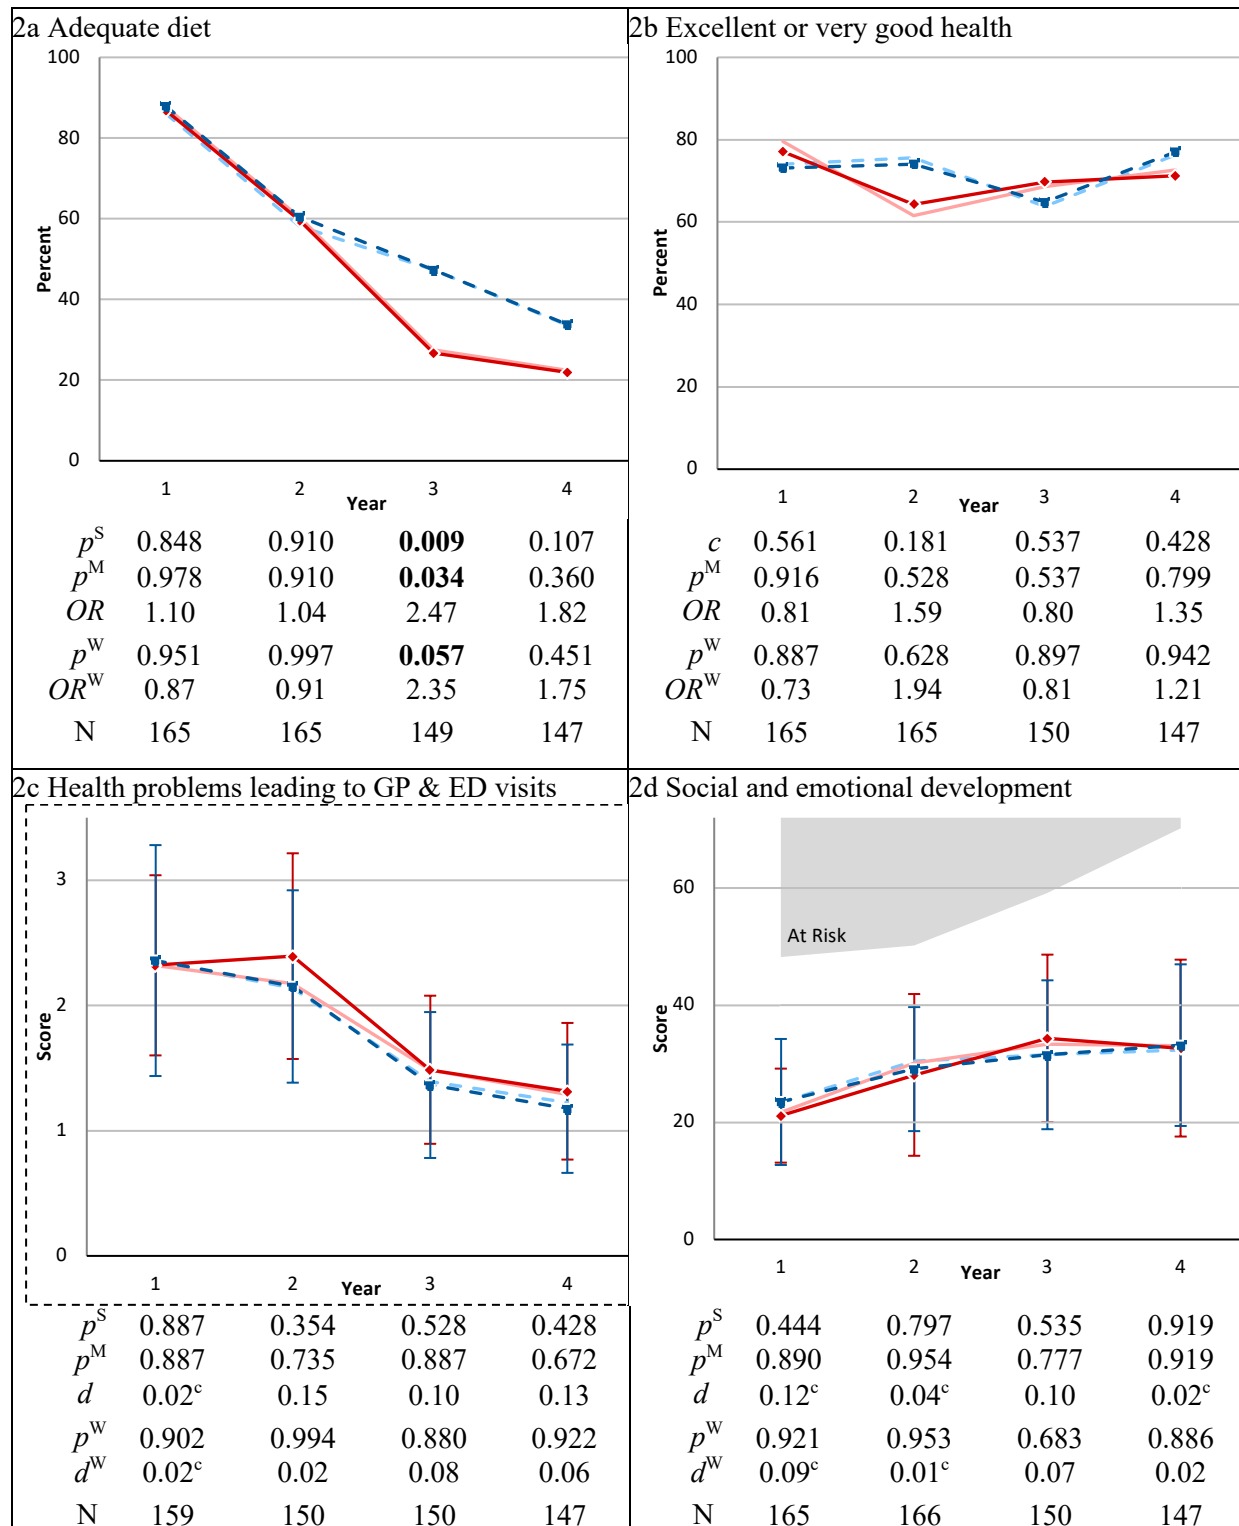 2a Adequate diet
100
80
60
40
20
0
Percent
1 2 3 4
Year
pS 0.848 0.910 0.009 0.107
pM 0.978 0.910 0.034 0.360
OR 1.10 1.04 2.47 1.82
pW 0.951 0.997 0.057 0.451
ORW 0.87 0.91 2.35 1.75
N 165 165 149 147
2b Excellent or very good health
100
80
60
40
20
0
Percent
1 2 3 4
Year
c 0.561 0.181 0.537 0.428
pM 0.916 0.528 0.537 0.799
OR 0.81 1.59 0.80 1.35
pW 0.887 0.628 0.897 0.942
ORW 0.73 1.94 0.81 1.21
N 165 165 150 147
2c Health problems leading to GP & ED visits
3
2
1
0
Score
1 2 3 4
Year
pS 0.887 0.354 0.528 0.428
pM 0.887 0.735 0.887 0.672
d 0.02c 0.15 0.10 0.13
pW 0.902 0.994 0.880 0.922
dW 0.02c 0.02 0.08 0.06
N 159 150 150 147
2d Social and emotional development
60
At Risk
40
20
0
Score
1 2 3 4
Year
pS 0.444 0.797 0.535 0.919
pM 0.890 0.954 0.777 0.919
d 0.12c 0.04c 0.10 0.02c
pW 0.921 0.953 0.683 0.886
dW 0.09c 0.01c 0.07 0.02
N 165 166 150 147